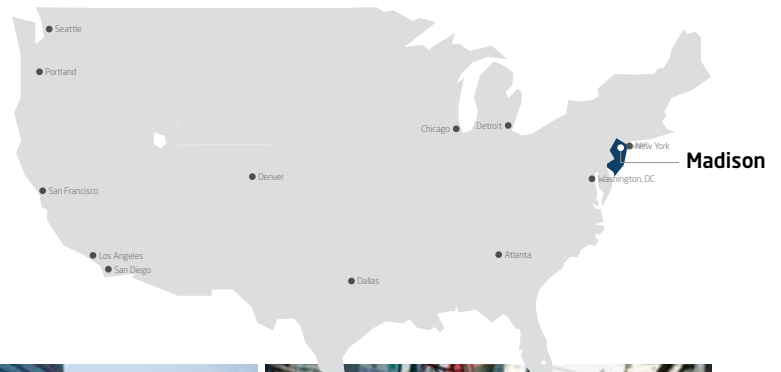 Seattle
Portland
Chicago
Detroit
New York
Madison
Denver
Washington, DC
San Francisco
Los Angeles
San Diego
Atlanta
Dallas